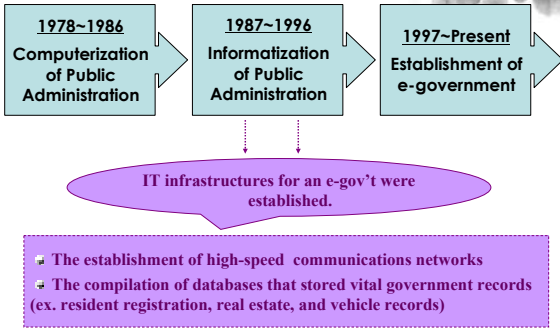 1978~1986
Computerization
of Public
Administration
1987~1996
Informatization
of Public
Administration
1997~Present
Establishment of
e-government
IT infrastructures for an e-gov't were
established.
The establishment of high-speed communications networks
The compilation of databases that stored vital government records
(ex. resident registration, real estate, and vehicle records)